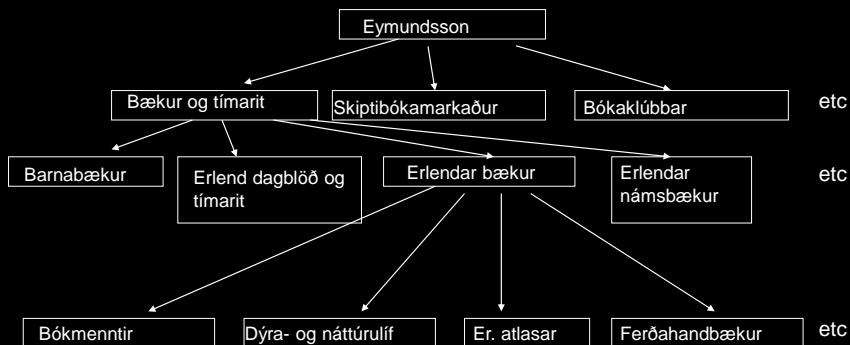 Eymundsson
Bækur og tímarit
Skiptibókamarkaður
Bókaklúbbar
etc
Barnabækur
Erlend dagblöð og
tímarit
Erlendar bækur
Erlendar
námsbækur
etc
Bókmenntir
Dýra- og náttúrulíf
Er. atlasar
Ferðahandbækur
etc